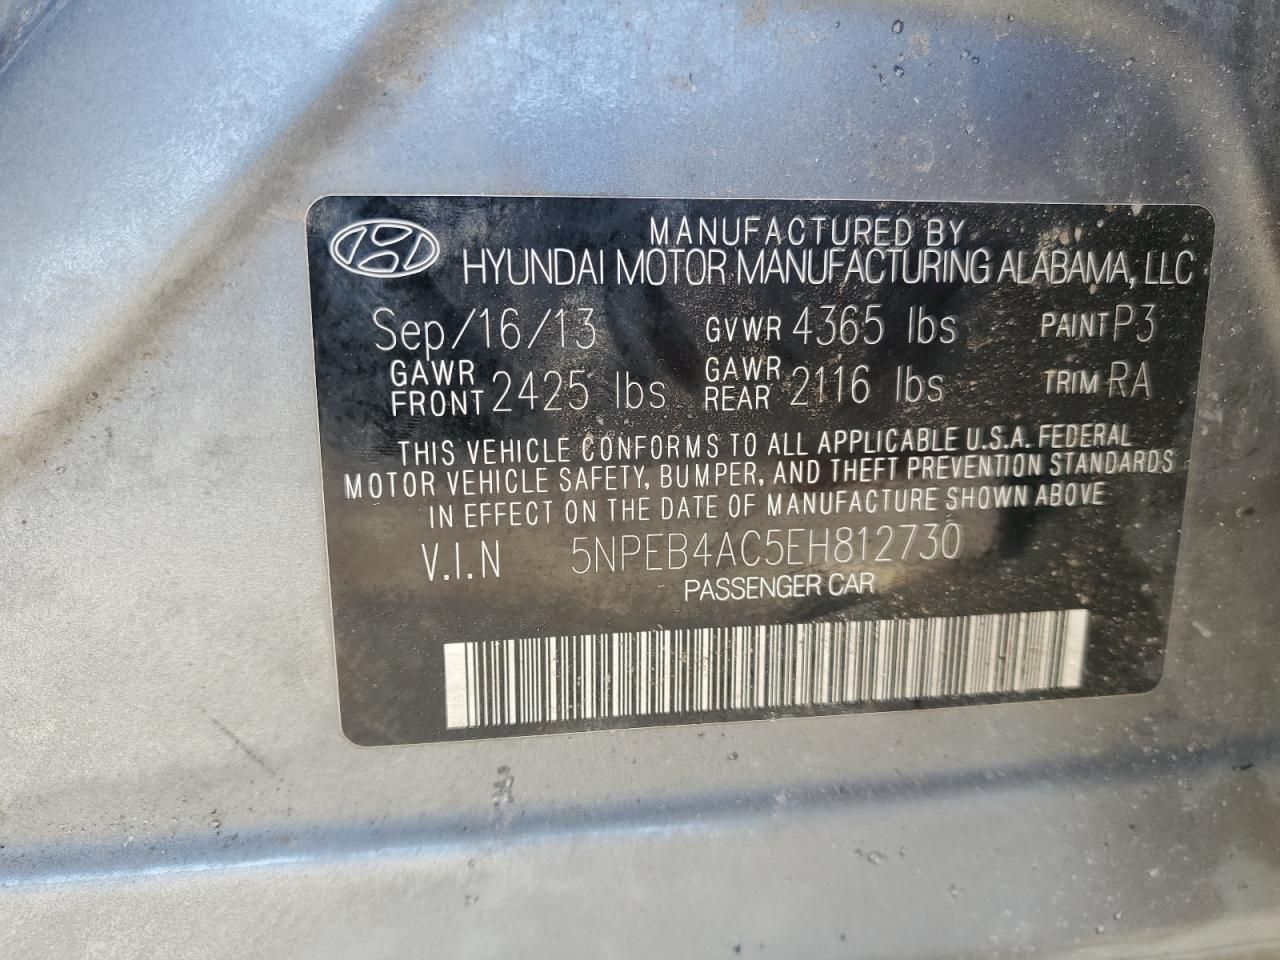 MANUFACTURED BY
HYUNDAI MOTOR MANUFACTURING ALABAMA, LLC
Sep/16/13 GVWR 4365 lbs PAINT P3
GAWR FRONT 2425 lbs GAWR REAR 2116 lbs TRIM RA
THIS VEHICLE CONFORMS TO ALL APPLICABLE U.S.A. FEDERAL
MOTOR VEHICLE SAFETY, BUMPER, AND THEFT PREVENTION STANDARDS
IN EFFECT ON THE DATE OF MANUFACTURE SHOWN ABOVE
V.I.N 5NPEB4AC5EH812730
PASSENGER CAR